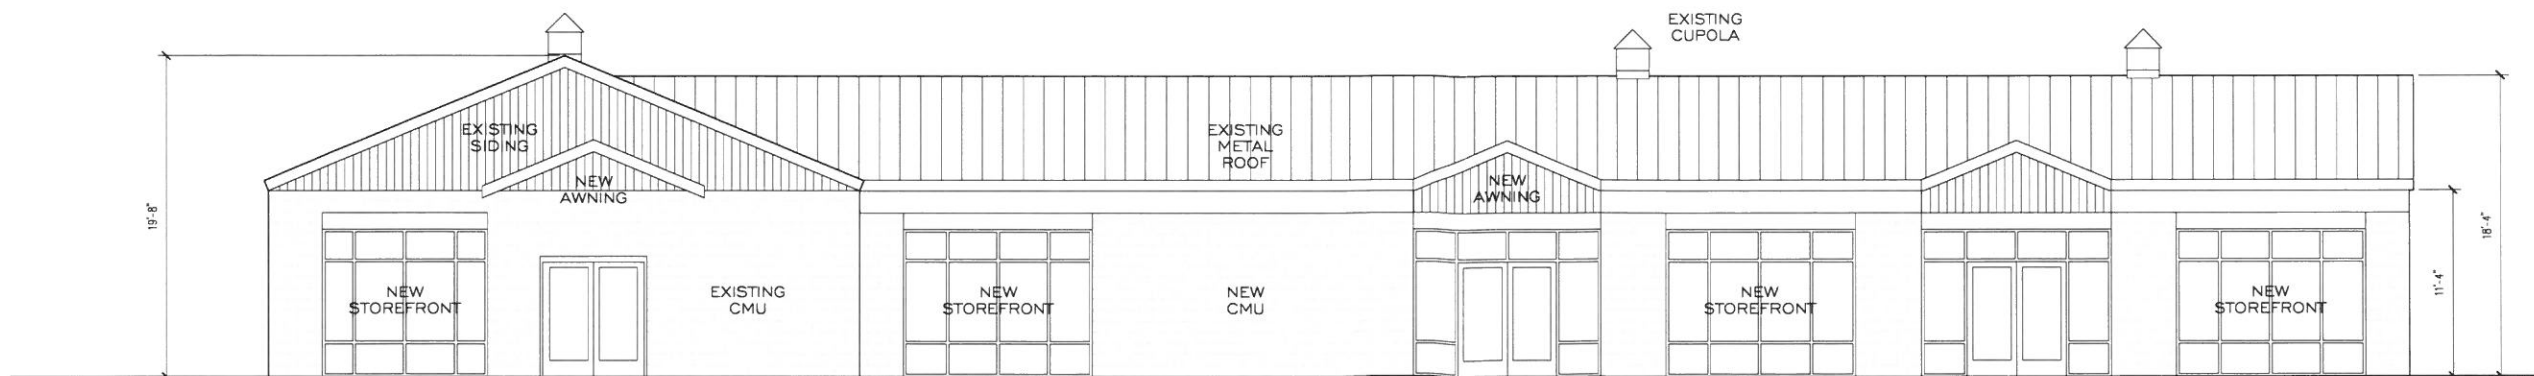 EXISTING
CUPOLA
EXISTING
SIDING
EXISTING
METAL
ROOF
NEW
AWNING
NEW
AWNING
19'-8"
18'-4"
11'-4"
NEW
STOREFRONT
EXISTING
CMU
NEW
STOREFRONT
NEW
CMU
NEW
STOREFRONT
NEW
STOREFRONT